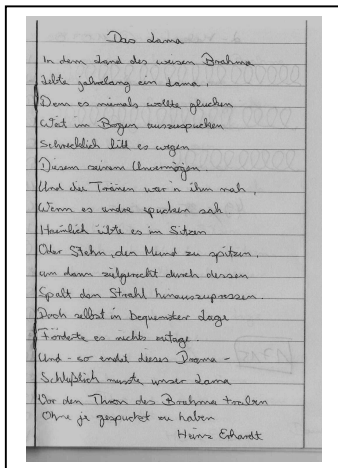 Das Lama
In dem Land des weisen Brahma
Lebte jahrelang ein Lama,
Dem es niemals wollte glucken
Weit im Bogen auszuspucken
Schrecklich litt es wegen
Diesem seinem Unvermögen.
Und die Tränen war'n ihm nah,
Wenn es andre spucken sah
Heimlich übte es im Sitzen
Oder Stehn, den Mund zu spitzen,
um dann zielgerecht durch dessen
Spalt den Strahl hinauszupressen.
Doch selbst in bequemster Lage
Förderte es nichts zutage.
Und - so endet dieses Drama -
Schließlich musste unser Lama
Vor den Thron des Brahma traben
Ohne je gespucket zu haben
Heinz Erhardt